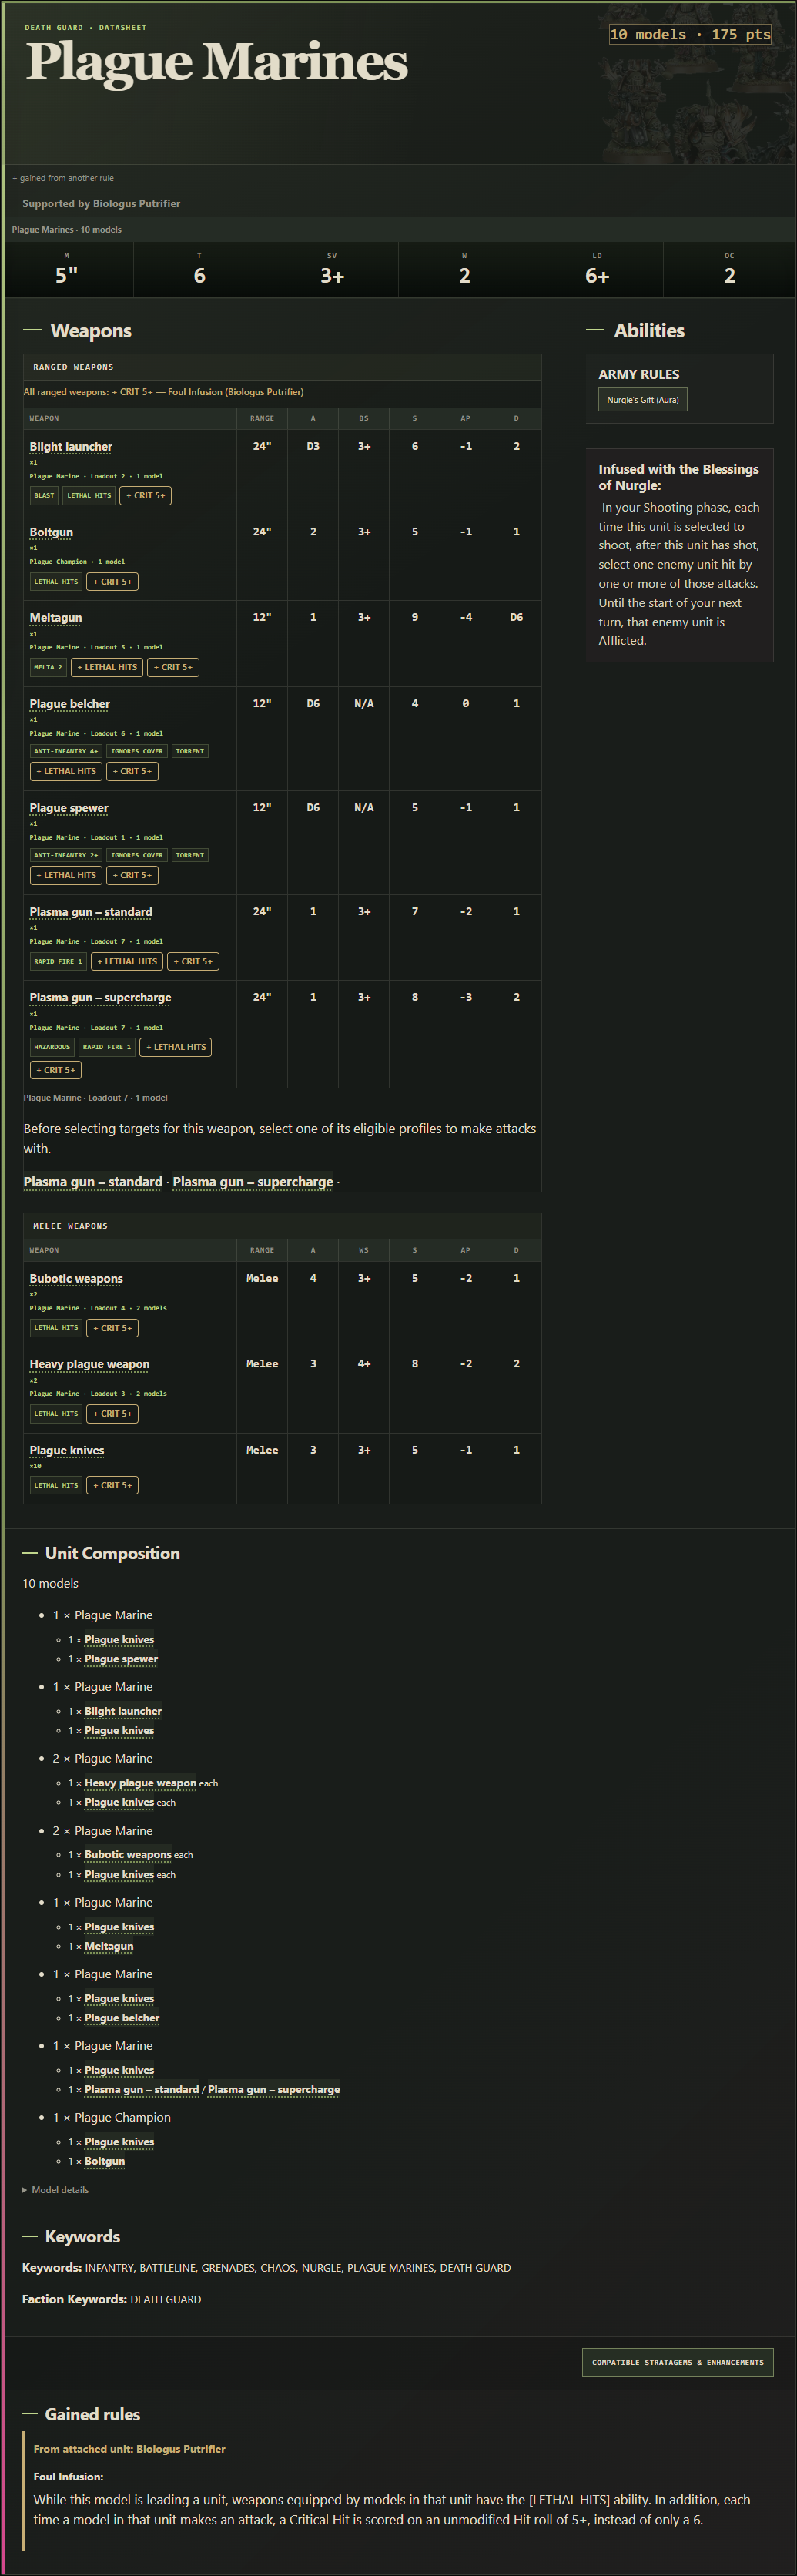 DEATH GUARD · DATASHEET
Plague Marines
10 models · 175 pts
+ gained from another rule
Supported by Biologus Putrifier
Plague Marines · 10 models
M T SV W LD OC
5" 6 3+ 2 6+ 2
Weapons
RANGED WEAPONS
All ranged weapons: + CRIT 5+ — Foul Infusion (Biologus Putrifier)
WEAPON RANGE A BS S AP D
Blight launcher 24" D3 3+ 6 -1 2
×1
Plague Marine · Loadout 2 · 1 model
BLAST LETHAL HITS + CRIT 5+
Boltgun 24" 2 3+ 5 -1 1
×1
Plague Champion · 1 model
LETHAL HITS + CRIT 5+
Meltagun 12" 1 3+ 9 -4 D6
×1
Plague Marine · Loadout 5 · 1 model
MELTA 2 + LETHAL HITS + CRIT 5+
Plague belcher 12" D6 N/A 4 0 1
×1
Plague Marine · Loadout 6 · 1 model
ANTI-INFANTRY 4+ IGNORES COVER TORRENT
+ LETHAL HITS + CRIT 5+
Plague spewer 12" D6 N/A 5 -1 1
×1
Plague Marine · Loadout 1 · 1 model
ANTI-INFANTRY 2+ IGNORES COVER TORRENT
+ LETHAL HITS + CRIT 5+
Plasma gun – standard 24" 1 3+ 7 -2 1
×1
Plague Marine · Loadout 7 · 1 model
RAPID FIRE 1 + LETHAL HITS + CRIT 5+
Plasma gun – supercharge 24" 1 3+ 8 -3 2
×1
Plague Marine · Loadout 7 · 1 model
HAZARDOUS RAPID FIRE 1 + LETHAL HITS
+ CRIT 5+
Plague Marine · Loadout 7 · 1 model
Before selecting targets for this weapon, select one of its eligible profiles to make attacks
with.
Plasma gun – standard · Plasma gun – supercharge ·
MELEE WEAPONS
WEAPON RANGE A WS S AP D
Bubotic weapons Melee 4 3+ 5 -2 1
×2
Plague Marine · Loadout 4 · 2 models
LETHAL HITS + CRIT 5+
Heavy plague weapon Melee 3 4+ 8 -2 2
×2
Plague Marine · Loadout 3 · 2 models
LETHAL HITS + CRIT 5+
Plague knives Melee 3 3+ 5 -1 1
×10
LETHAL HITS + CRIT 5+
Abilities
ARMY RULES
Nurgle's Gift (Aura)
Infused with the Blessings
of Nurgle:
In your Shooting phase, each
time this unit is selected to
shoot, after this unit has shot,
select one enemy unit hit by
one or more of those attacks.
Until the start of your next
turn, that enemy unit is
Afflicted.
Unit Composition
10 models
• 1 × Plague Marine
◦ 1 × Plague knives
◦ 1 × Plague spewer
• 1 × Plague Marine
◦ 1 × Blight launcher
◦ 1 × Plague knives
• 2 × Plague Marine
◦ 1 × Heavy plague weapon each
◦ 1 × Plague knives each
• 2 × Plague Marine
◦ 1 × Bubotic weapons each
◦ 1 × Plague knives each
• 1 × Plague Marine
◦ 1 × Plague knives
◦ 1 × Meltagun
• 1 × Plague Marine
◦ 1 × Plague knives
◦ 1 × Plague belcher
• 1 × Plague Marine
◦ 1 × Plague knives
◦ 1 × Plasma gun – standard / Plasma gun – supercharge
• 1 × Plague Champion
◦ 1 × Plague knives
◦ 1 × Boltgun
▶ Model details
Keywords
Keywords: INFANTRY, BATTLELINE, GRENADES, CHAOS, NURGLE, PLAGUE MARINES, DEATH GUARD
Faction Keywords: DEATH GUARD
COMPATIBLE STRATAGEMS & ENHANCEMENTS
Gained rules
From attached unit: Biologus Putrifier
Foul Infusion:
While this model is leading a unit, weapons equipped by models in that unit have the [LETHAL HITS] ability. In addition, each
time a model in that unit makes an attack, a Critical Hit is scored on an unmodified Hit roll of 5+, instead of only a 6.